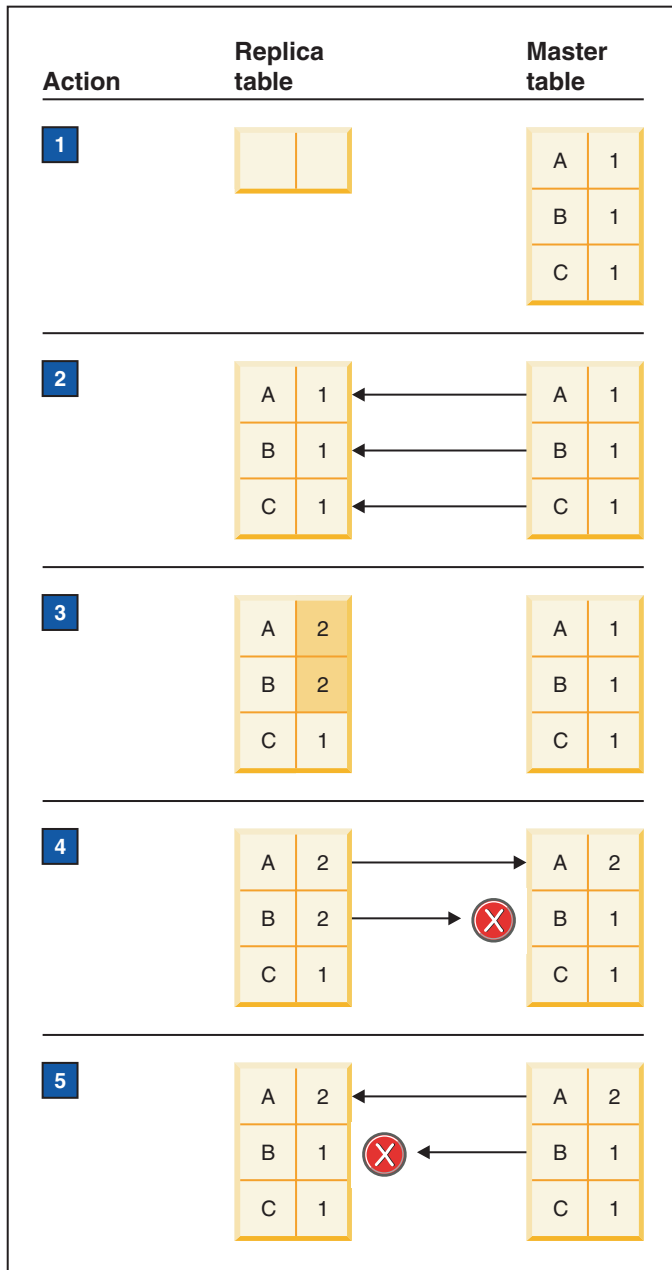 Action
Replica
table
Master
table
1
A 1
B 1
C 1
2
A 1 A 1
B 1 B 1
C 1 C 1
3
A 2 A 1
B 2 B 1
C 1 C 1
4
A 2 A 2
B 2 X B 1
C 1 C 1
5
A 2 A 2
B 1 X B 1
C 1 C 1